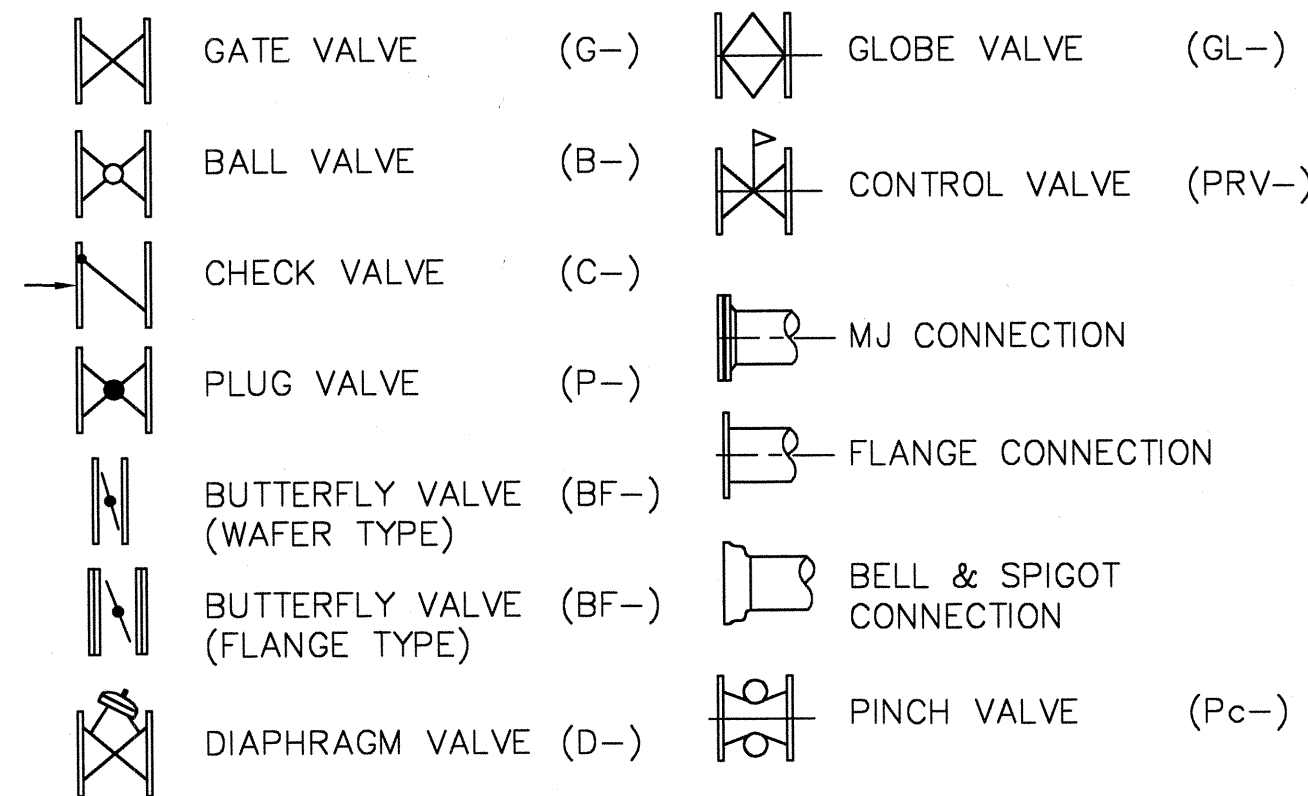 GATE VALVE (G-)
BALL VALVE (B-)
CHECK VALVE (C-)
PLUG VALVE (P-)
BUTTERFLY VALVE (BF-)
(WAFER TYPE)
BUTTERFLY VALVE (BF-)
(FLANGE TYPE)
DIAPHRAGM VALVE (D-)
GLOBE VALVE (GL-)
CONTROL VALVE (PRV-)
MJ CONNECTION
FLANGE CONNECTION
BELL & SPIGOT
CONNECTION
PINCH VALVE (Pc-)